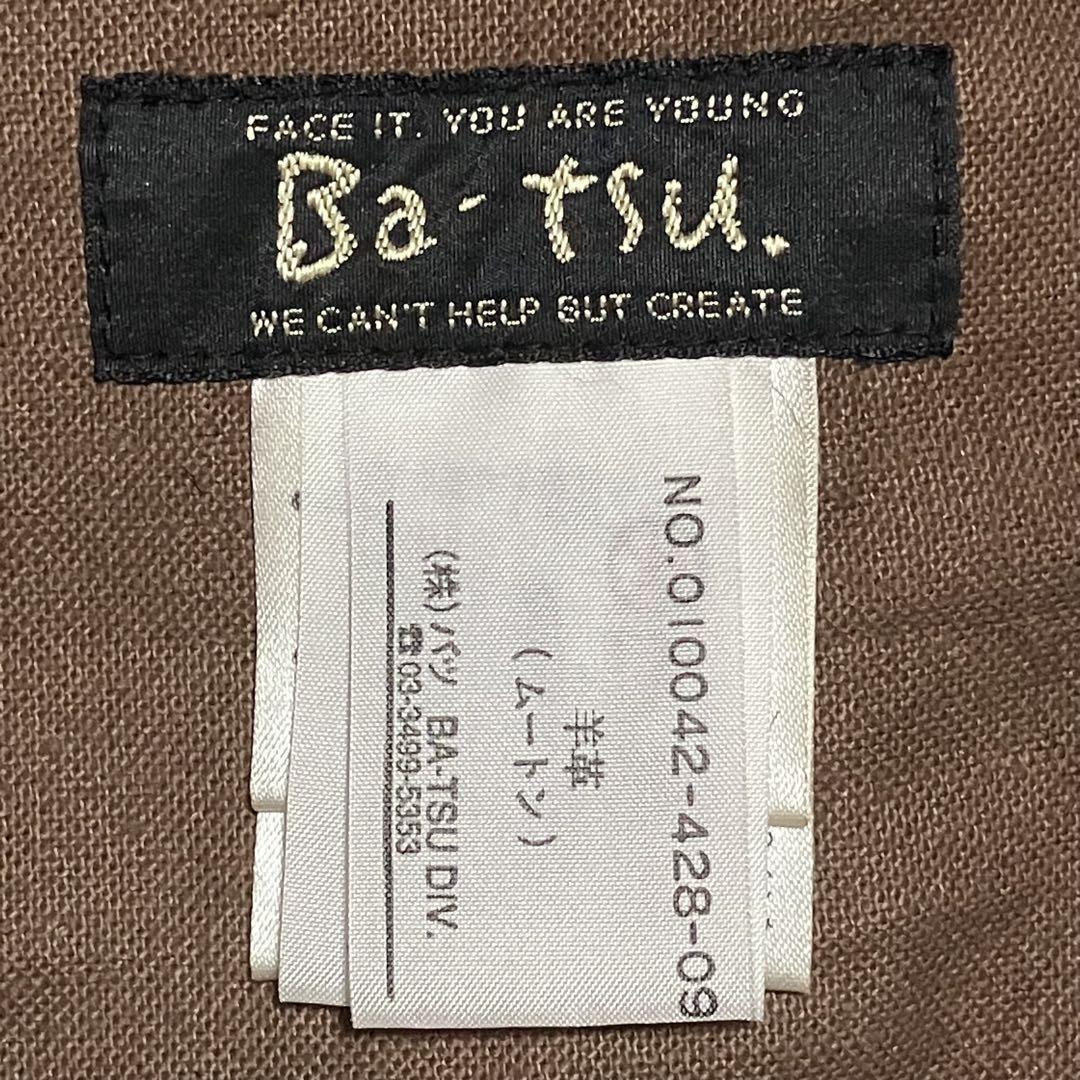 FACE IT. YOU ARE YOUNG
Ba-tsu.
WE CAN'T HELP BUT CREATE
NO.010042-428-09
羊革
(ムートン)
(株)バツ BA-TSU DIV.
☎03-3499-5353